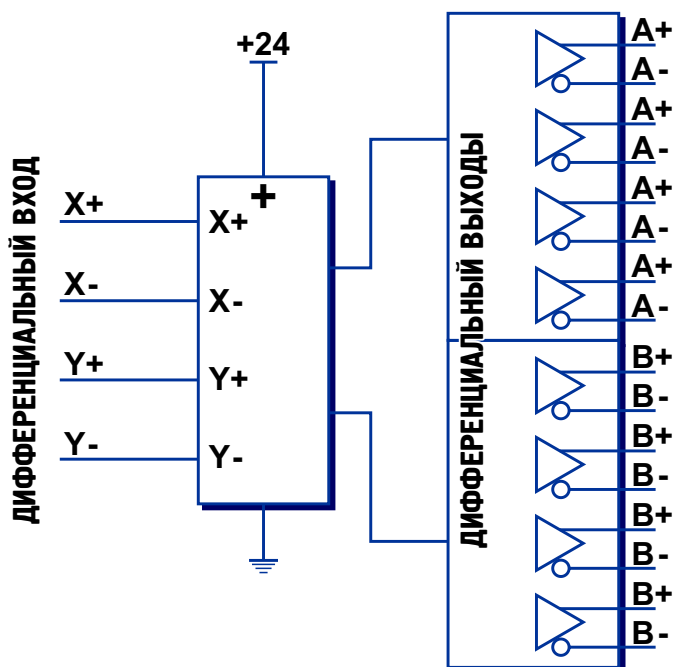 +24
ДИФФЕРЕНЦИАЛЬНЫЙ ВХОД
X+
X-
Y+
Y-
+
X+
X-
Y+
Y-
ДИФФЕРЕНЦИАЛЬНЫЙ ВЫХОДЫ
A+
A-
A+
A-
A+
A-
A+
A-
B+
B-
B+
B-
B+
B-
B+
B-